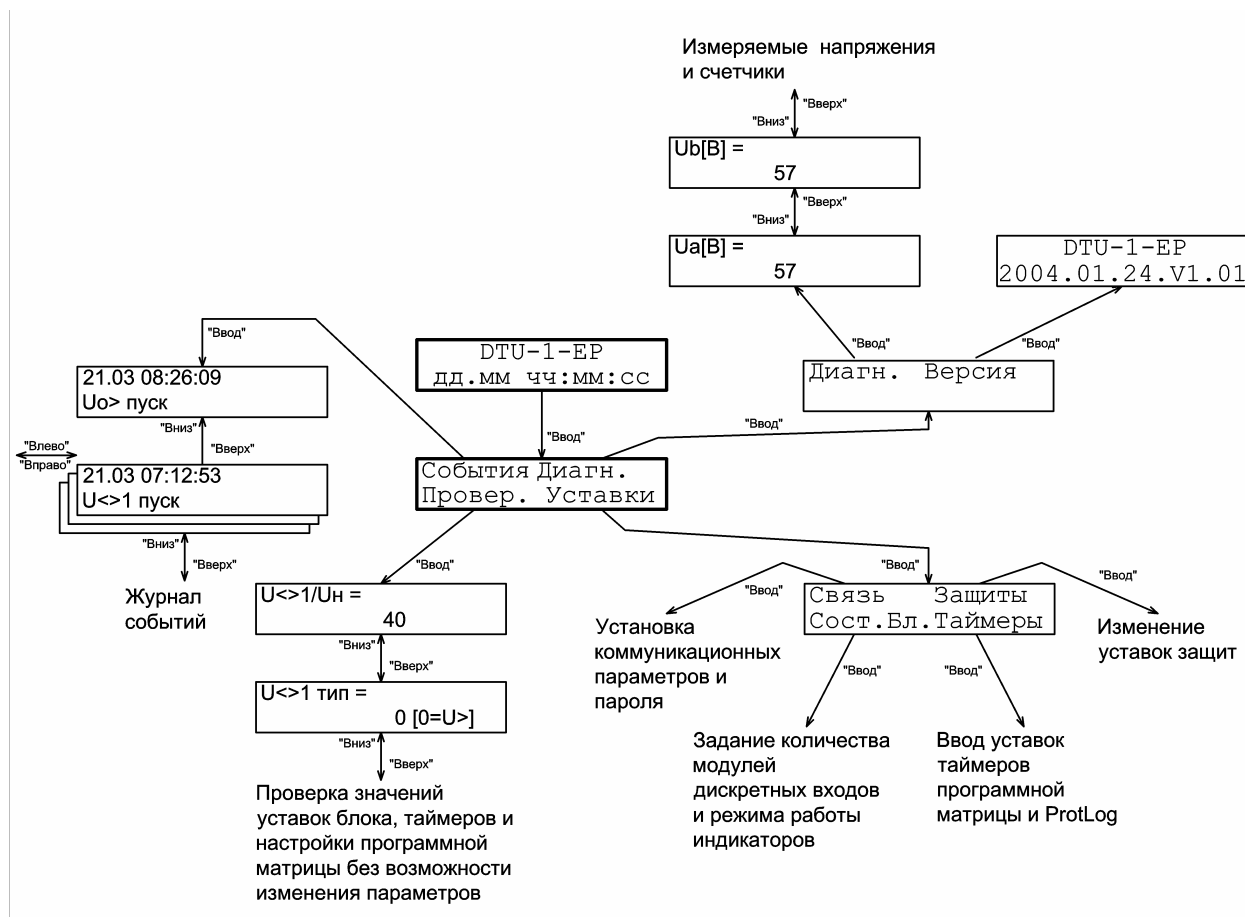 Измеряемые напряжения
и счетчики
"Вверх"
"Вниз"
Ub[В] =
57
"Вверх"
"Вниз"
Ua[В] =
57
DTU-1-EP
2004.01.24.V1.01
"Ввод"
"Ввод"
Диагн. Версия
"Ввод"
DTU-1-EP
дд.мм чч:мм:сс
"Ввод"
"Ввод"
События Диагн.
Провер. Уставки
21.03 08:26:09
Uo> пуск
"Вниз"
"Вверх"
"Влево"
"Вправо"
21.03 07:12:53
U<>1 пуск
"Вниз"
"Вверх"
Журнал
событий
"Ввод"
U<>1/Uн =
40
"Вниз"
"Вверх"
U<>1 тип =
0 [0=U>]
"Вниз"
"Вверх"
Проверка значений
уставок блока, таймеров и
настройки программной
матрицы без возможности
изменения параметров
"Ввод"
"Ввод"
"Ввод"
Связь Защиты
Сост.Бл.Таймеры
Установка
коммуникационных
параметров и
пароля
Изменение
уставок защит
"Ввод"
"Ввод"
Задание количества
модулей
дискретных входов
и режима работы
индикаторов
Ввод уставок
таймеров
программной
матрицы и ProtLog